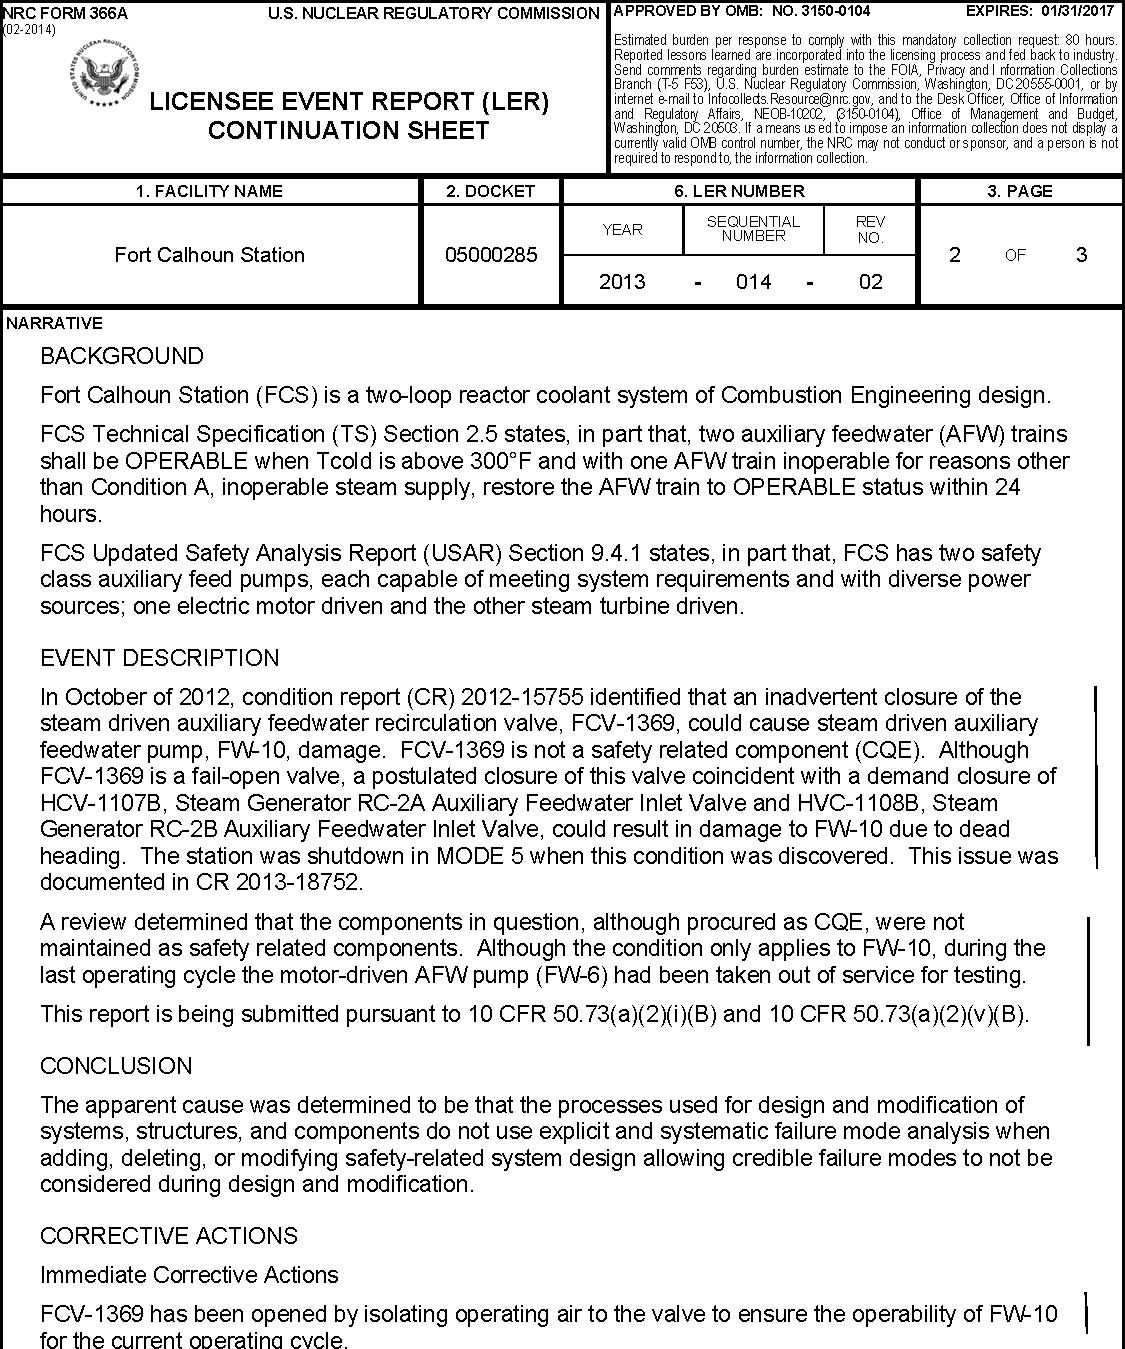 NRC FORM 366A
(02-2014)
U.S. NUCLEAR REGULATORY COMMISSION
LICENSEE EVENT REPORT (LER)
CONTINUATION SHEET
APPROVED BY OMB: NO. 3150-0104 EXPIRES: 01/31/2017
Estimated burden per response to comply with this mandatory collection request: 80 hours.
Reported lessons learned are incorporated into the licensing process and fed back to industry.
Send comments regarding burden estimate to the FOIA, Privacy and I nformation Collections
Branch (T-5 F53), U.S. Nuclear Regulatory Commission, Washington, DC 20555-0001, or by
internet e-mail to Infocollects.Resource@nrc.gov, and to the Desk Officer, Office of Information
and Regulatory Affairs, NEOB-10202, (3150-0104), Office of Management and Budget,
Washington, DC 20503. If a means used to impose an information collection does not display a
currently valid OMB control number, the NRC may not conduct or sponsor, and a person is not
required to respond to, the information collection.
1. FACILITY NAME 2. DOCKET 6. LER NUMBER 3. PAGE
Fort Calhoun Station
05000285
YEAR SEQUENTIAL NUMBER REV NO.
2013 - 014 - 02
2 OF 3
NARRATIVE
BACKGROUND
Fort Calhoun Station (FCS) is a two-loop reactor coolant system of Combustion Engineering design.
FCS Technical Specification (TS) Section 2.5 states, in part that, two auxiliary feedwater (AFW) trains
shall be OPERABLE when Tcold is above 300°F and with one AFW train inoperable for reasons other
than Condition A, inoperable steam supply, restore the AFW train to OPERABLE status within 24
hours.
FCS Updated Safety Analysis Report (USAR) Section 9.4.1 states, in part that, FCS has two safety
class auxiliary feed pumps, each capable of meeting system requirements and with diverse power
sources; one electric motor driven and the other steam turbine driven.
EVENT DESCRIPTION
In October of 2012, condition report (CR) 2012-15755 identified that an inadvertent closure of the
steam driven auxiliary feedwater recirculation valve, FCV-1369, could cause steam driven auxiliary
feedwater pump, FW-10, damage. FCV-1369 is not a safety related component (CQE). Although
FCV-1369 is a fail-open valve, a postulated closure of this valve coincident with a demand closure of
HCV-1107B, Steam Generator RC-2A Auxiliary Feedwater Inlet Valve and HVC-1108B, Steam
Generator RC-2B Auxiliary Feedwater Inlet Valve, could result in damage to FW-10 due to dead
heading. The station was shutdown in MODE 5 when this condition was discovered. This issue was
documented in CR 2013-18752.
A review determined that the components in question, although procured as CQE, were not
maintained as safety related components. Although the condition only applies to FW-10, during the
last operating cycle the motor-driven AFW pump (FW-6) had been taken out of service for testing.
This report is being submitted pursuant to 10 CFR 50.73(a)(2)(i)(B) and 10 CFR 50.73(a)(2)(v)(B).
CONCLUSION
The apparent cause was determined to be that the processes used for design and modification of
systems, structures, and components do not use explicit and systematic failure mode analysis when
adding, deleting, or modifying safety-related system design allowing credible failure modes to not be
considered during design and modification.
CORRECTIVE ACTIONS
Immediate Corrective Actions
FCV-1369 has been opened by isolating operating air to the valve to ensure the operability of FW-10
for the current operating cycle.